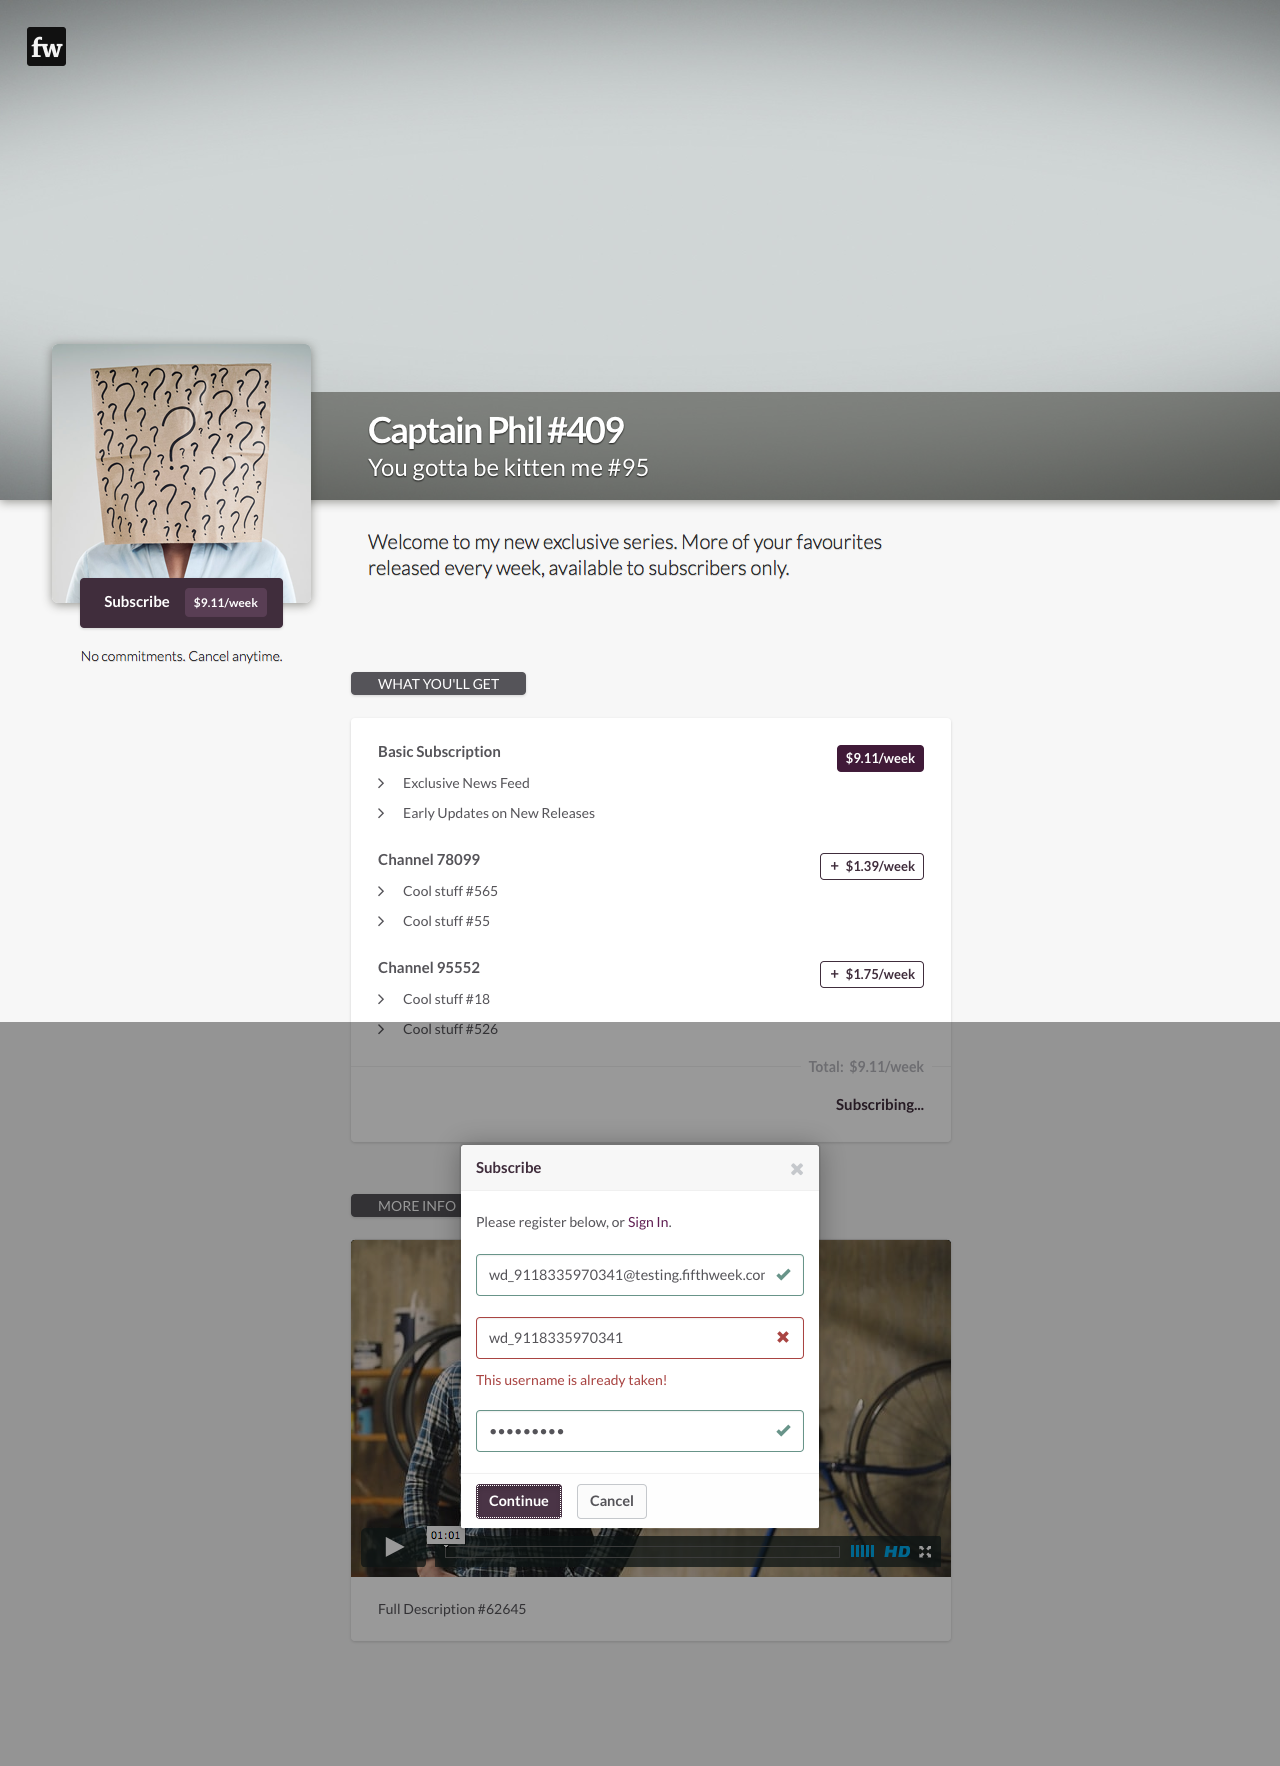 fw
Captain Phil #409
You gotta be kitten me #95
Subscribe $9.11/week
No commitments. Cancel anytime.
Welcome to my new exclusive series. More of your favourites
released every week, available to subscribers only.
WHAT YOU'LL GET
Basic Subscription $9.11/week
Exclusive News Feed
Early Updates on New Releases
Channel 78099 + $1.39/week
Cool stuff #565
Cool stuff #55
Channel 95552 + $1.75/week
Cool stuff #18
Cool stuff #526
Total: $9.11/week
Subscribing...
MORE INFO
Subscribe
Please register below, or Sign In.
wd_9118335970341@testing.fifthweek.cor
wd_9118335970341
This username is already taken!
•••••••••
Continue Cancel
01:01
HD
Full Description #62645